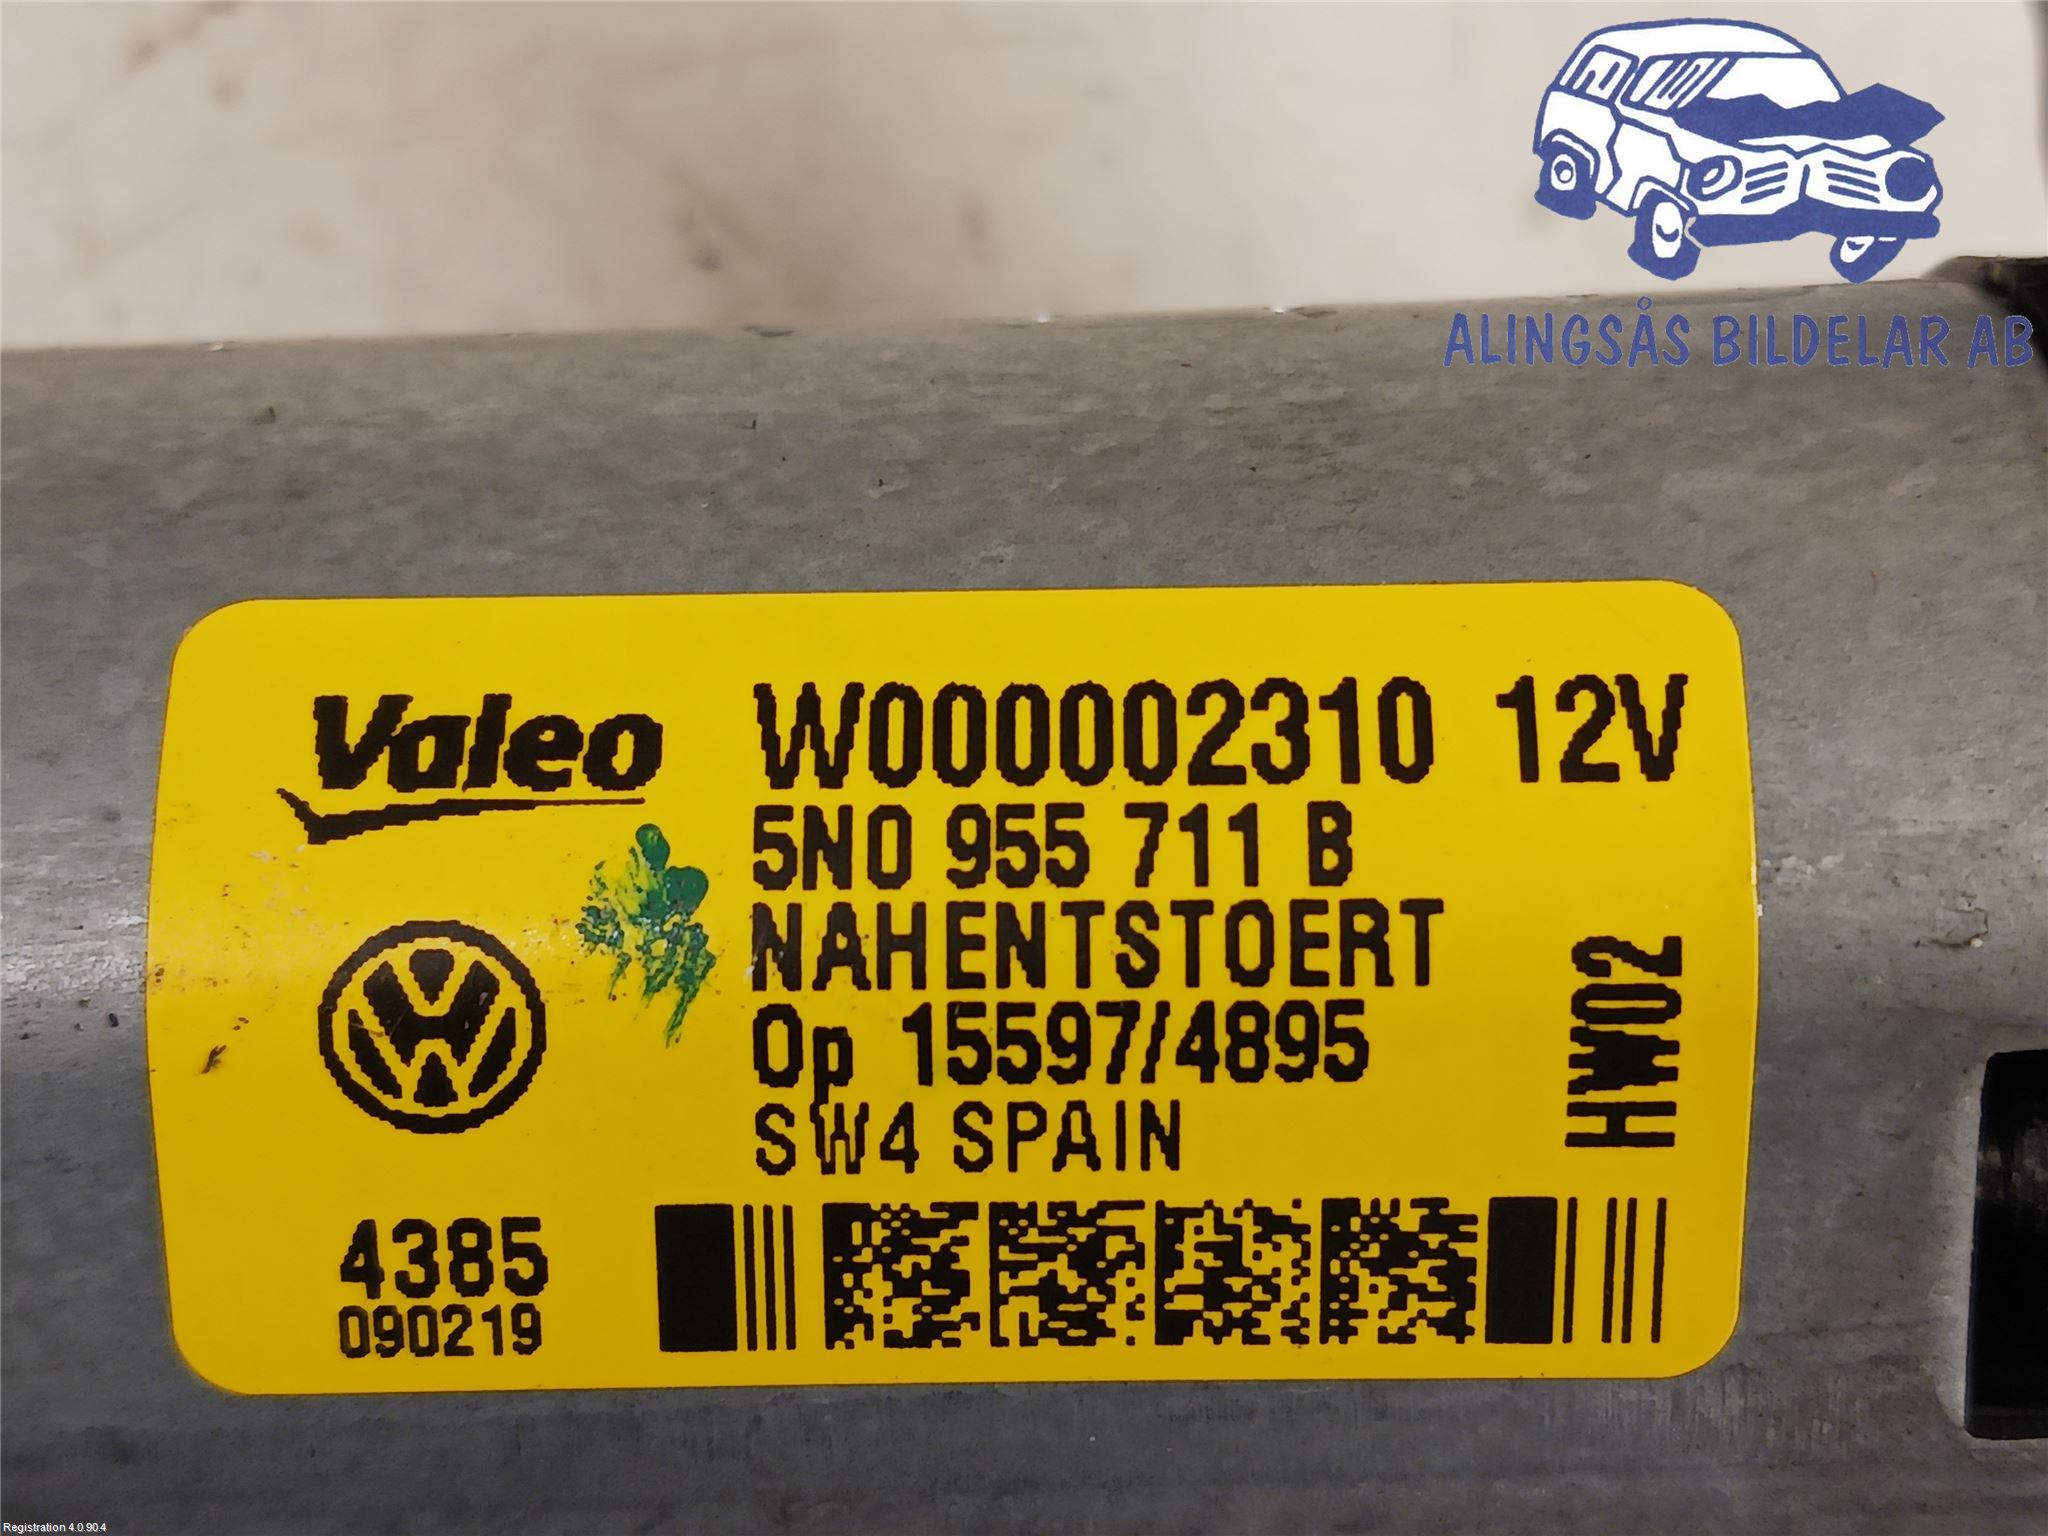 ALINGSÅS BILDELAR AB
Valeo
W000002310 12V
5N0 955 711 B
NAHENTSTOERT
Op 15597/4895
SW4 SPAIN
HW02
4385
090219
Registration 4.0.90.4